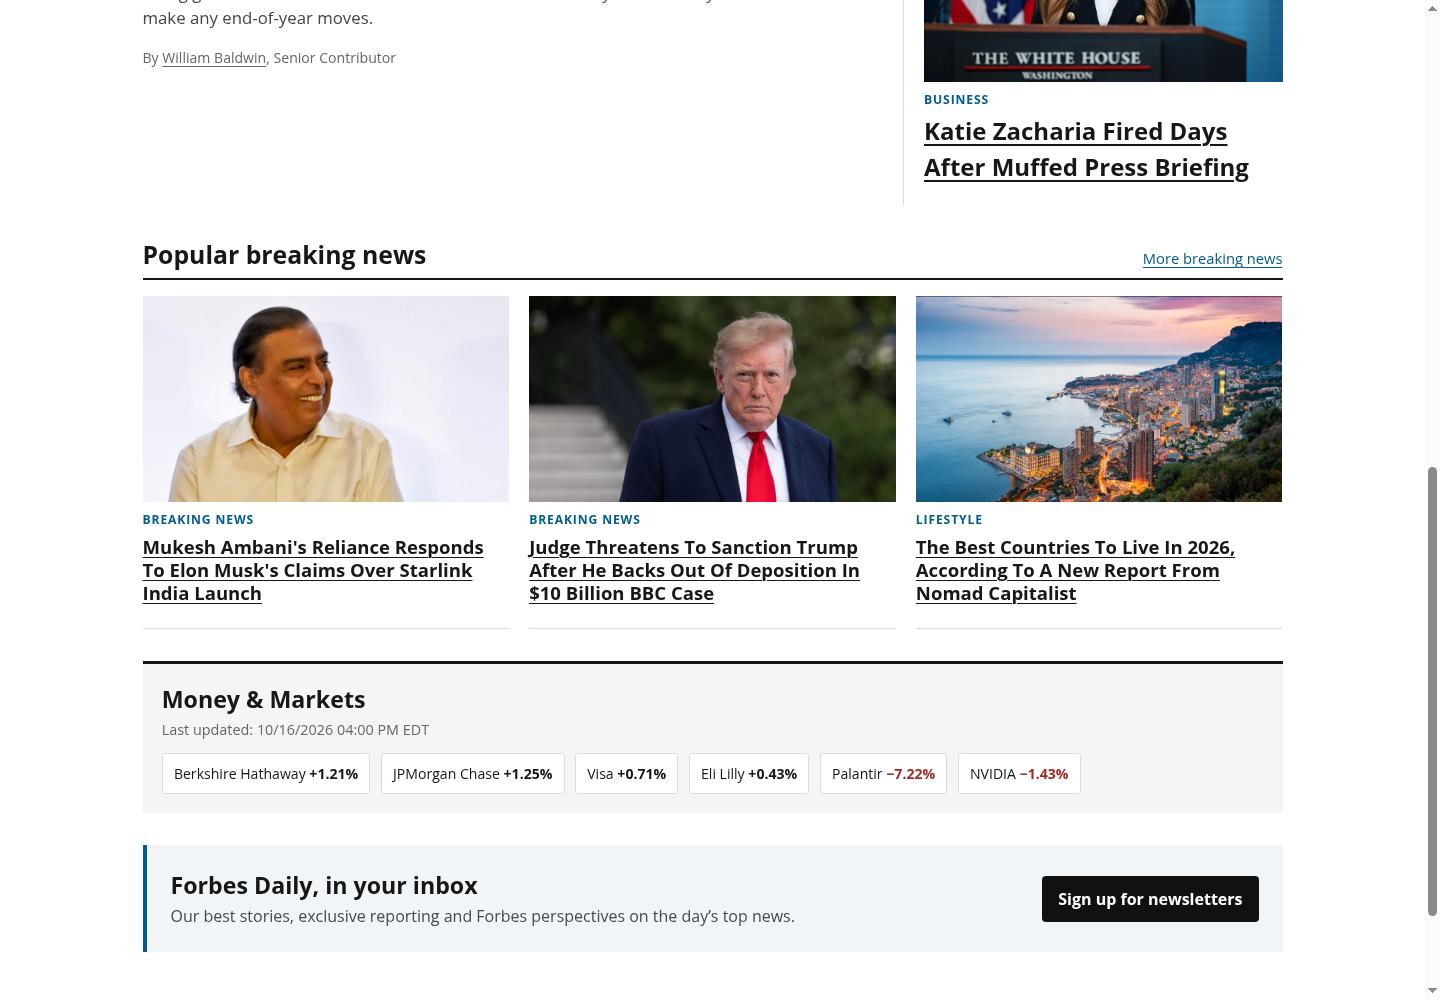 make any end-of-year moves.
By William Baldwin, Senior Contributor
THE WHITE HOUSE
WASHINGTON
BUSINESS
Katie Zacharia Fired Days
After Muffed Press Briefing
Popular breaking news
More breaking news
BREAKING NEWS
Mukesh Ambani's Reliance Responds
To Elon Musk's Claims Over Starlink
India Launch
BREAKING NEWS
Judge Threatens To Sanction Trump
After He Backs Out Of Deposition In
$10 Billion BBC Case
LIFESTYLE
The Best Countries To Live In 2026,
According To A New Report From
Nomad Capitalist
Money & Markets
Last updated: 10/16/2026 04:00 PM EDT
Berkshire Hathaway +1.21% JPMorgan Chase +1.25% Visa +0.71% Eli Lilly +0.43% Palantir −7.22% NVIDIA −1.43%
Forbes Daily, in your inbox
Our best stories, exclusive reporting and Forbes perspectives on the day’s top news.
Sign up for newsletters